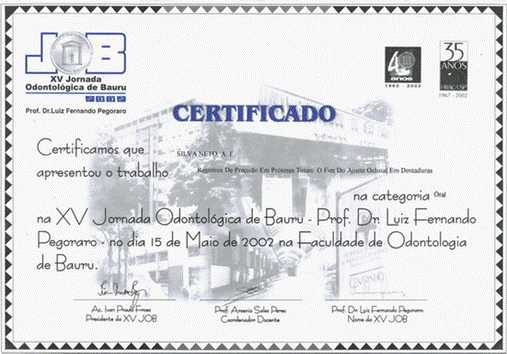 JOB
XV Jornada
Odontológica de Bauru
2002
Prof. Dr. Luiz Fernando Pegoraro
40
anos
1962 - 2002
35
ANOS
1967 - 2002
CERTIFICADO
Certificamos que SILVA NETO, A. F.
apresentou o trabalho Registros De Precisão Em Próteses Totais: O Fim Do Ajuste Oclusal Em Dentaduras
na categoria Oral
na XV Jornada Odontológica de Bauru - Prof. Dr. Luiz Fernando
Pegoraro - no dia 15 de Maio de 2002 na Faculdade de Odontologia
de Bauru.
Ac. Ivan Prado
Presidente da XV JOB
Prof. Arsenio Sales Peres
Coordenador Docente
Prof. Dr. Luiz Fernando Pegoraro
Nome da XV JOB